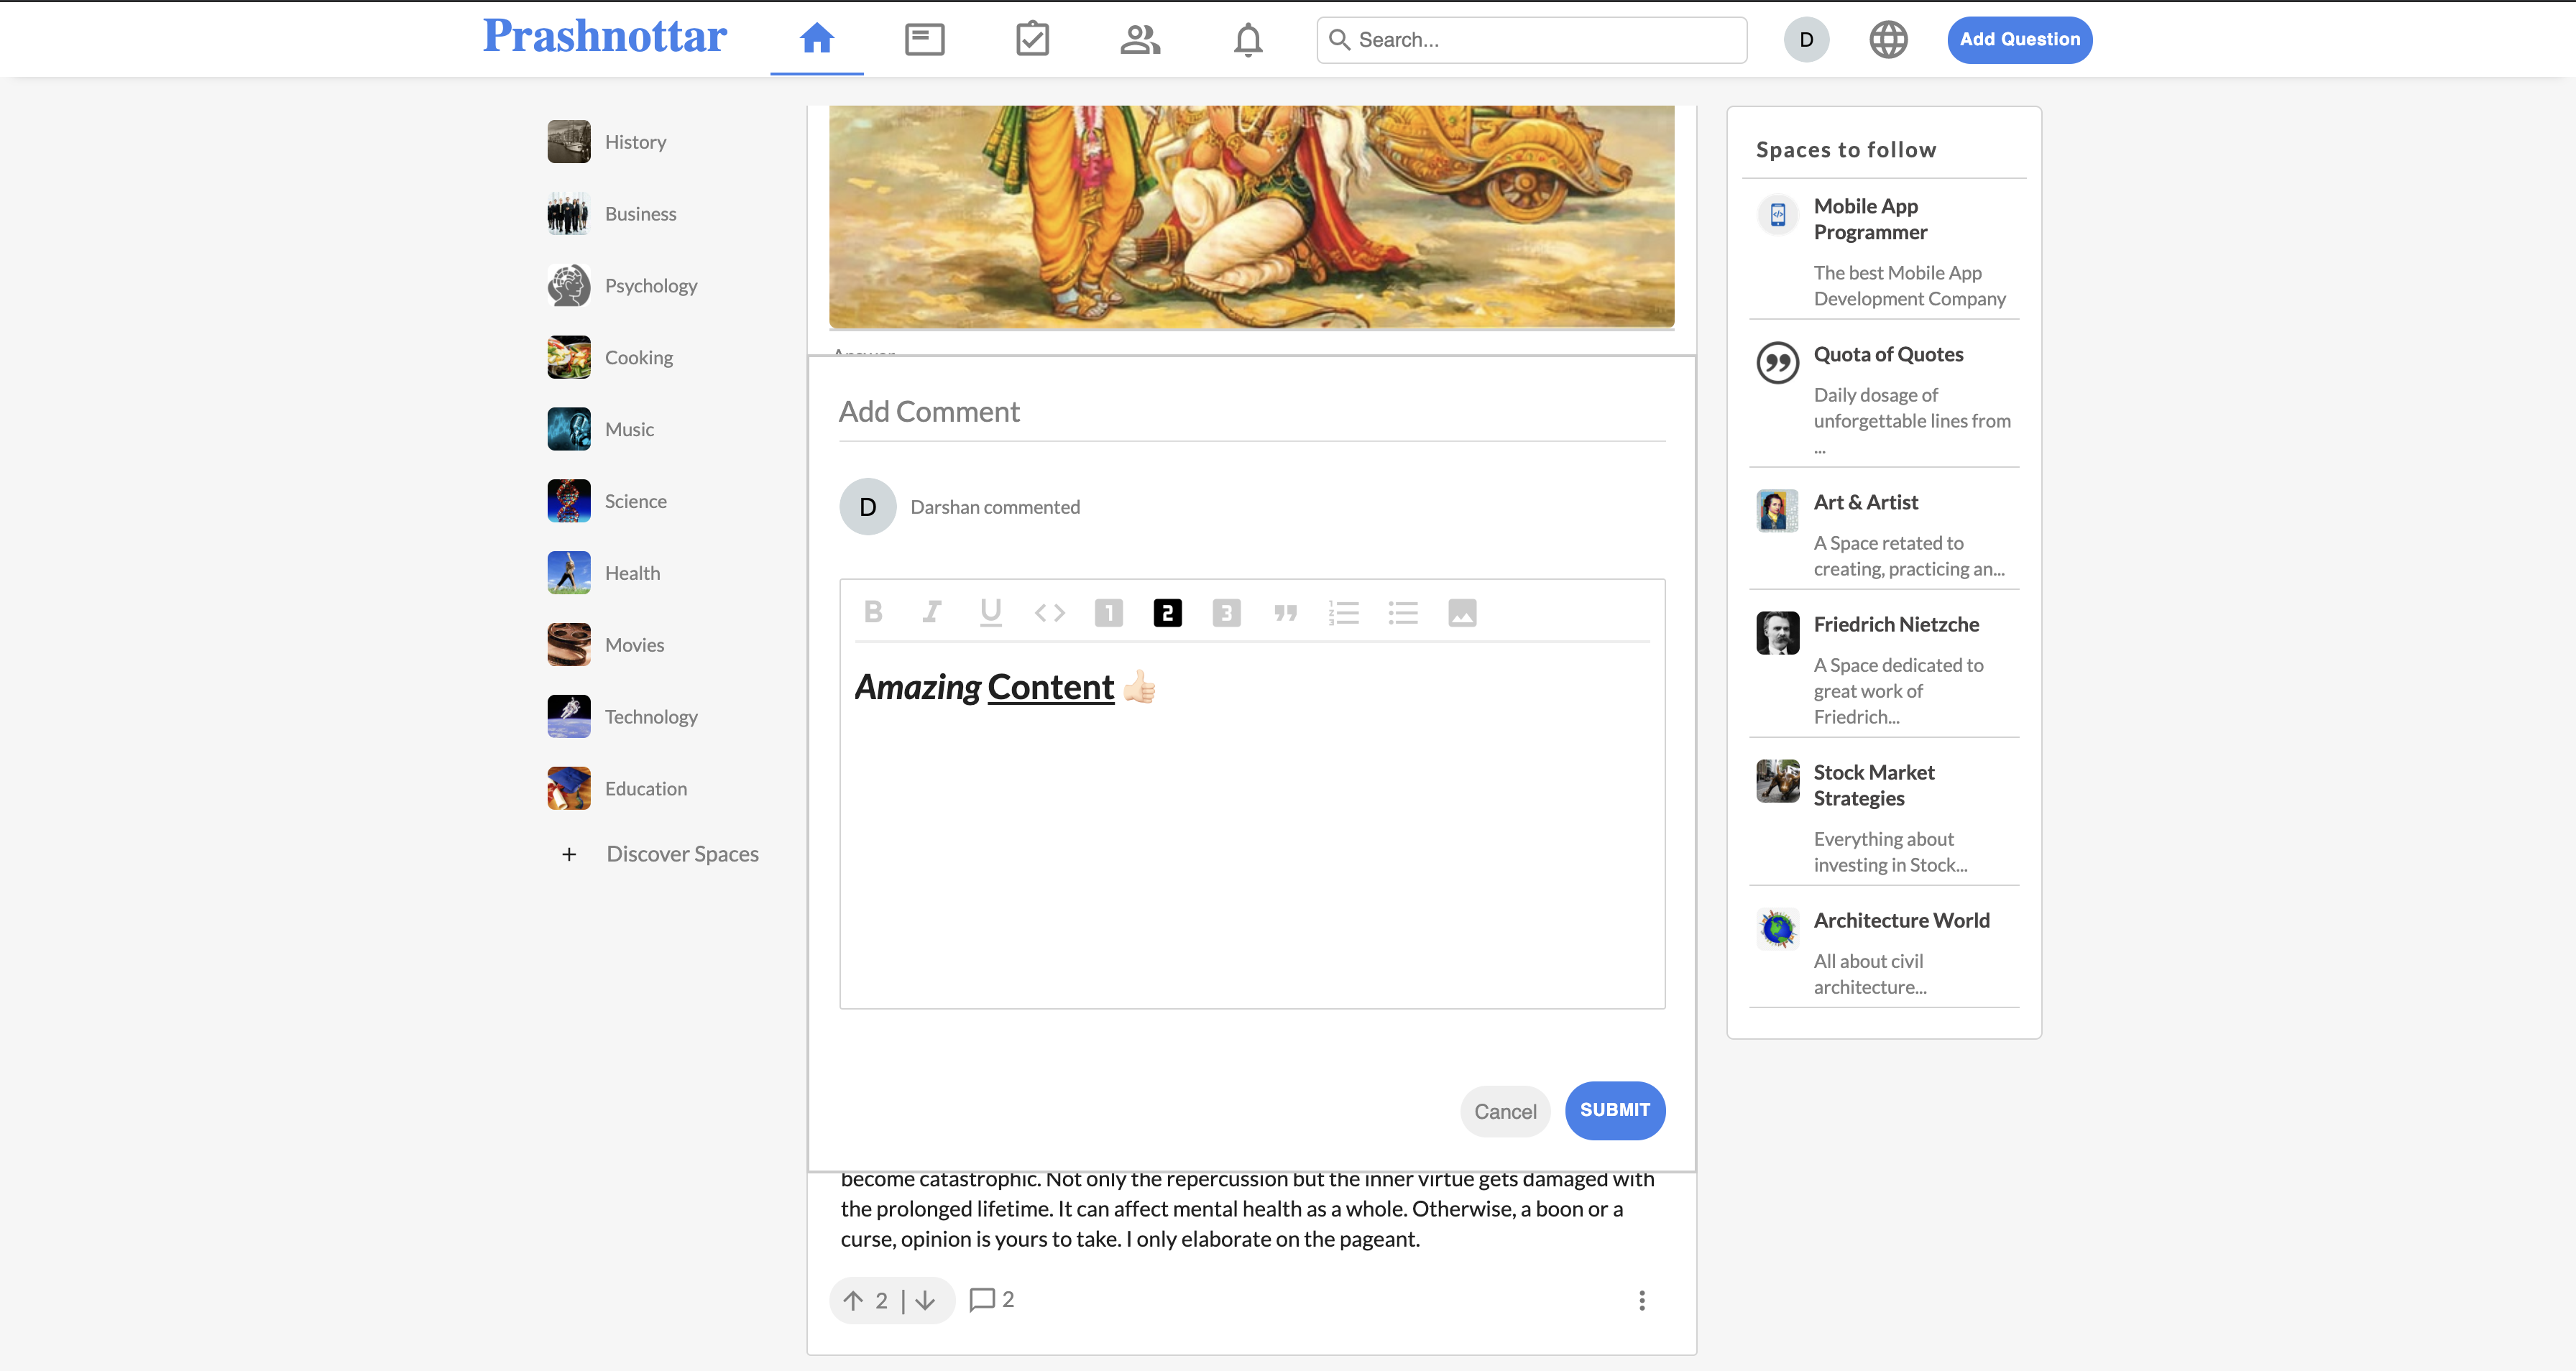 Prashnottar
Search...
D
Add Question
History
Business
Psychology
Cooking
Music
Science
Health
Movies
Technology
Education
+ Discover Spaces
Answer
Add Comment
D Darshan commented
B I U <> 1 2 3
Amazing Content 👍🏻
Cancel SUBMIT
become catastrophic. Not only the repercussion but the inner virtue gets damaged with
the prolonged lifetime. It can affect mental health as a whole. Otherwise, a boon or a
curse, opinion is yours to take. I only elaborate on the pageant.
2 | 2
Spaces to follow
Mobile App
Programmer
The best Mobile App
Development Company
Quota of Quotes
Daily dosage of
unforgettable lines from
...
Art & Artist
A Space retated to
creating, practicing an...
Friedrich Nietzche
A Space dedicated to
great work of
Friedrich...
Stock Market
Strategies
Everything about
investing in Stock...
Architecture World
All about civil
architecture...